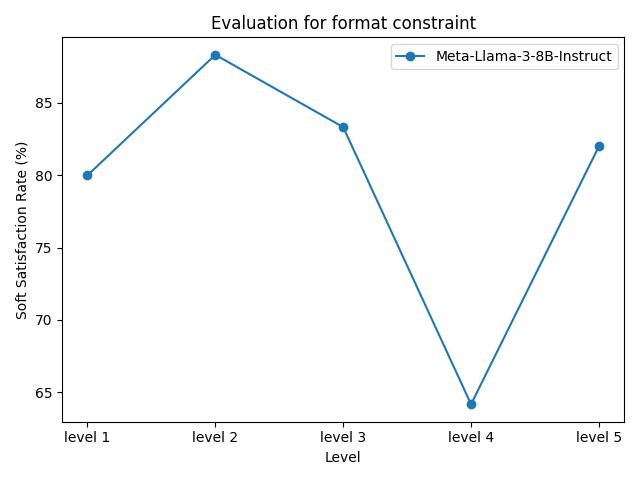 Evaluation for format constraint
Meta-Llama-3-8B-Instruct
Soft Satisfaction Rate (%)
85
80
75
70
65
level 1 level 2 level 3 level 4 level 5
Level